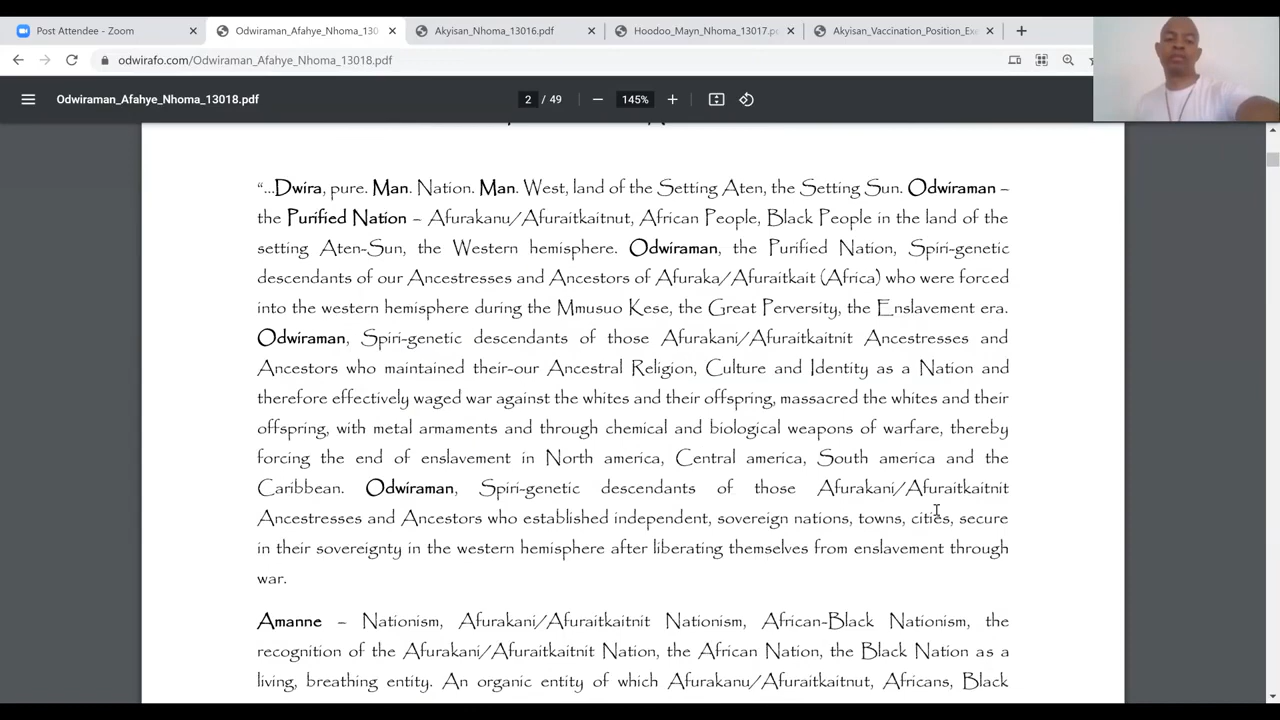 Post Attendee - Zoom
Odwiraman_Afahye_Nhoma_130
Akyisan_Nhoma_13016.pdf
Hoodoo_Mayn_Nhoma_13017.p
Akyisan_Vaccination_Position_Exe
odwirafo.com/Odwiraman_Afahye_Nhoma_13018.pdf
Odwiraman_Afahye_Nhoma_13018.pdf
2 / 49
145%
“...Dwira, pure. Man. Nation. Man. West, land of the Setting Aten, the Setting Sun. Odwiraman –
the Purified Nation – Afurakanu/Afuraitkaitnut, African People, Black People in the land of the
setting Aten-Sun, the Western hemisphere. Odwiraman, the Purified Nation, Spiri-genetic
descendants of our Ancestresses and Ancestors of Afuraka/Afuraitkait (Africa) who were forced
into the western hemisphere during the Mmusuo Kese, the Great Perversity, the Enslavement era.
Odwiraman, Spiri-genetic descendants of those Afurakani/Afuraitkaitnit Ancestresses and
Ancestors who maintained their-our Ancestral Religion, Culture and Identity as a Nation and
therefore effectively waged war against the whites and their offspring, massacred the whites and their
offspring, with metal armaments and through chemical and biological weapons of warfare, thereby
forcing the end of enslavement in North america, Central america, South america and the
Caribbean. Odwiraman, Spiri-genetic descendants of those Afurakani/Afuraitkaitnit
Ancestresses and Ancestors who established independent, sovereign nations, towns, cities, secure
in their sovereignty in the western hemisphere after liberating themselves from enslavement through
war.
Amanne – Nationism, Afurakani/Afuraitkaitnit Nationism, African-Black Nationism, the
recognition of the Afurakani/Afuraitkaitnit Nation, the African Nation, the Black Nation as a
living, breathing entity. An organic entity of which Afurakanu/Afuraitkaitnut, Africans, Black